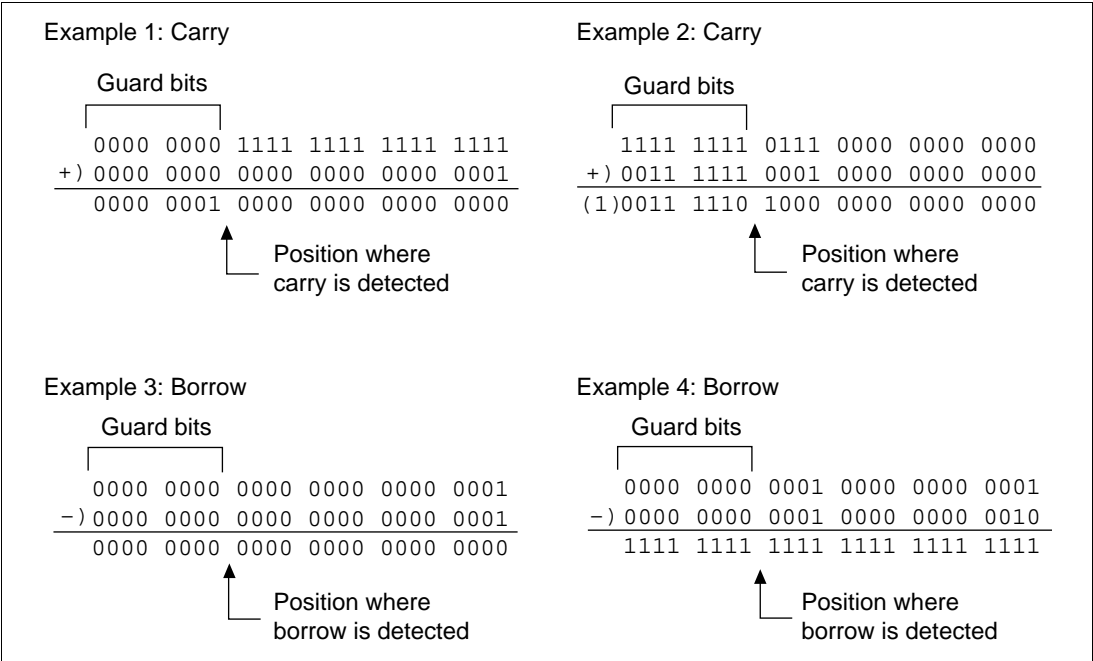 Example 1: Carry
Guard bits
0000 0000 1111 1111 1111 1111
+) 0000 0000 0000 0000 0000 0001
0000 0001 0000 0000 0000 0000
Position where
carry is detected
Example 2: Carry
Guard bits
1111 1111 0111 0000 0000 0000
+) 0011 1111 0001 0000 0000 0000
(1)0011 1110 1000 0000 0000 0000
Position where
carry is detected
Example 3: Borrow
Guard bits
0000 0000 0000 0000 0000 0001
−) 0000 0000 0000 0000 0000 0001
0000 0000 0000 0000 0000 0000
Position where
borrow is detected
Example 4: Borrow
Guard bits
0000 0000 0001 0000 0000 0001
−) 0000 0000 0001 0000 0000 0010
1111 1111 1111 1111 1111 1111
Position where
borrow is detected